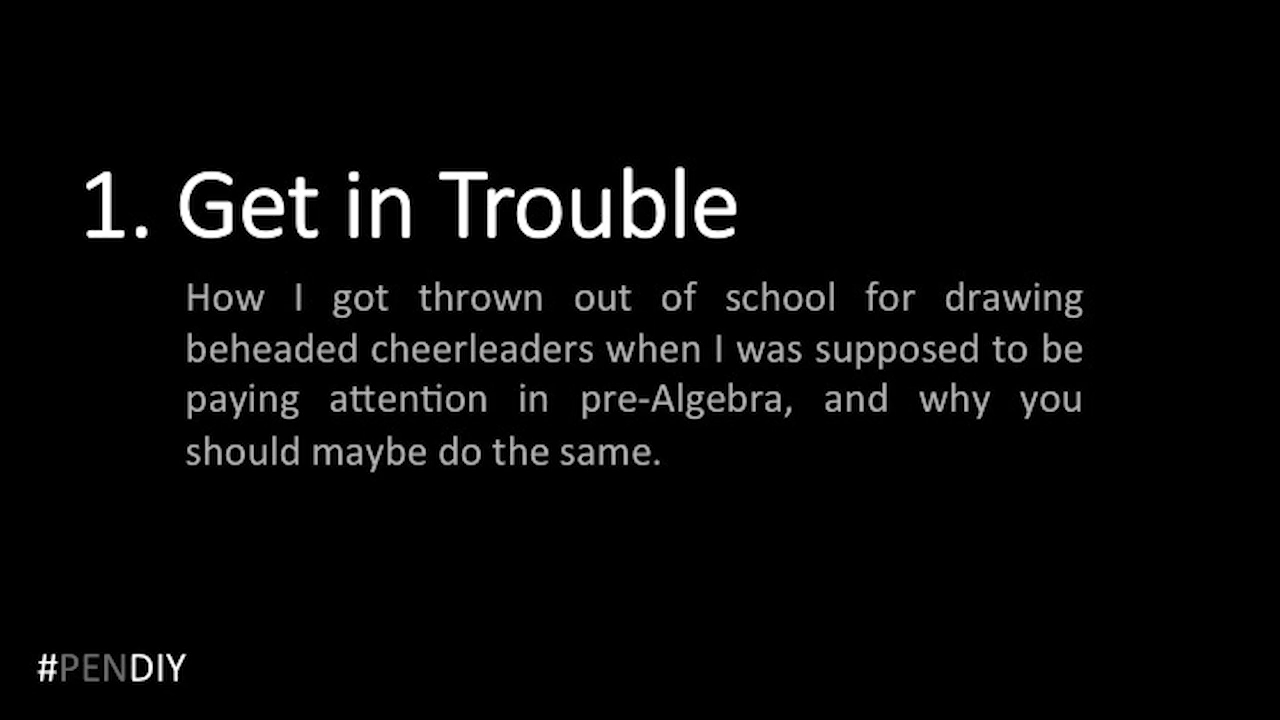 1. Get in Trouble
How I got thrown out of school for drawing
beheaded cheerleaders when I was supposed to be
paying attention in pre-Algebra, and why you
should maybe do the same.
#PENDIY